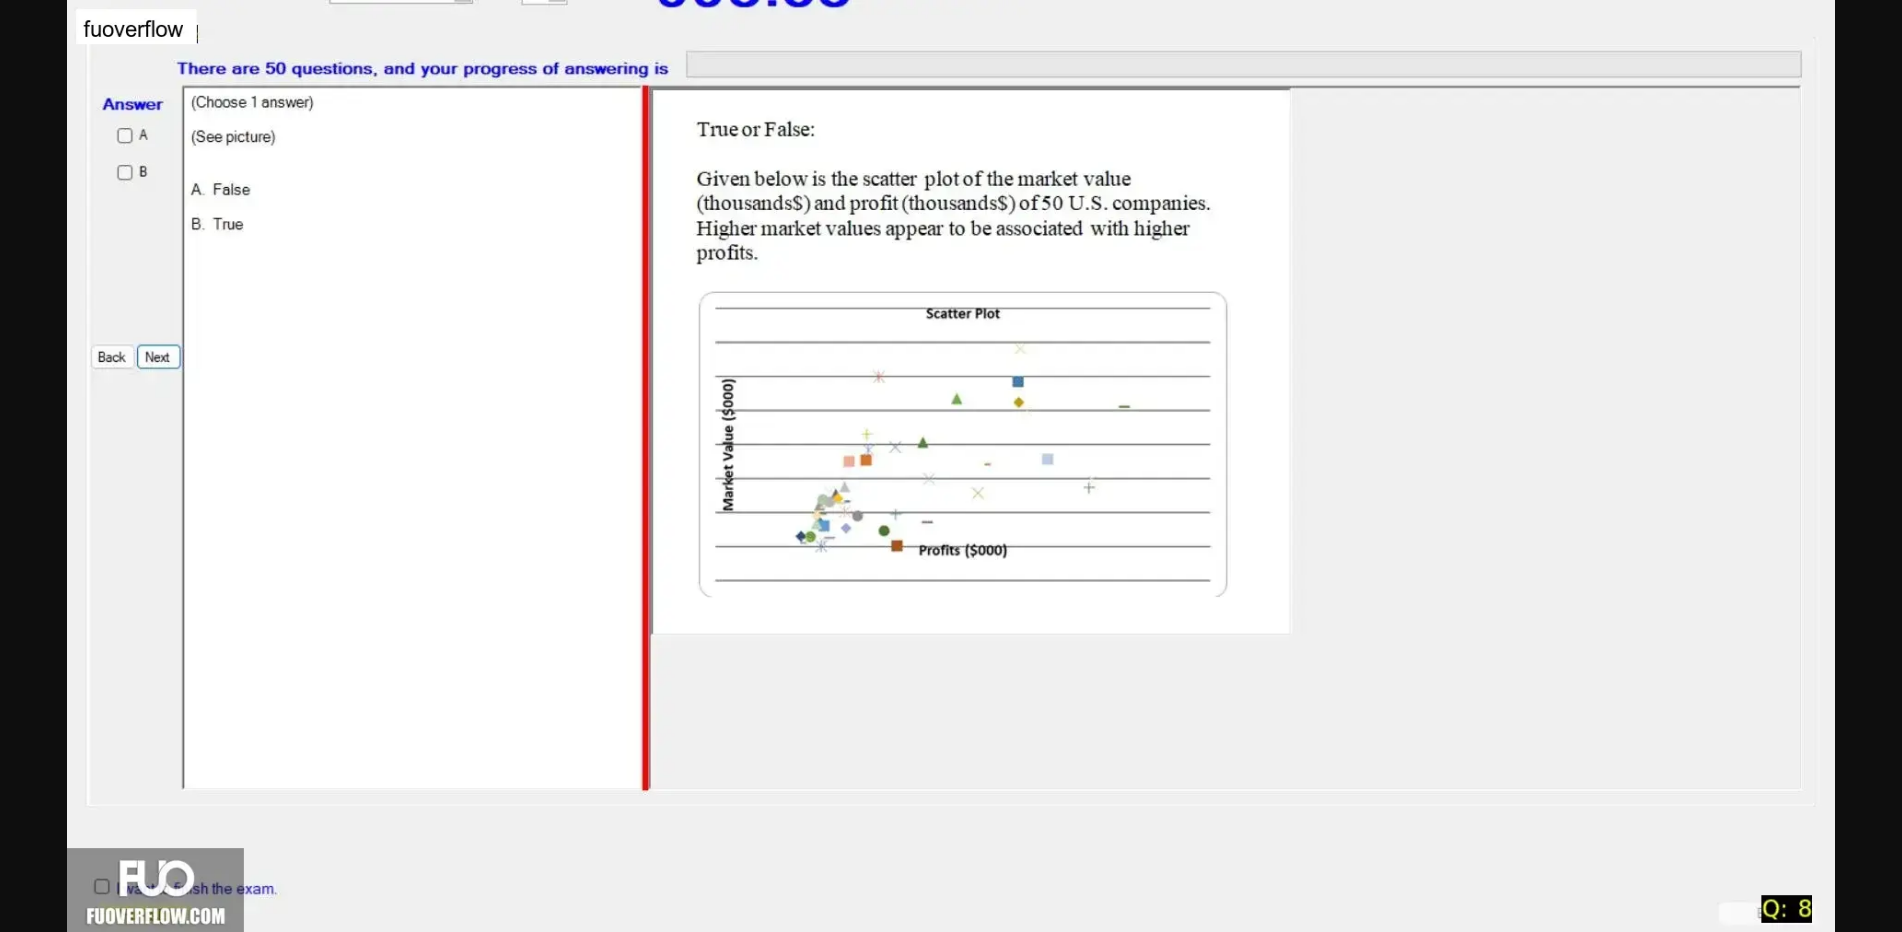 fuoverflow
There are 50 questions, and your progress of answering is
Answer
A
B
Back
Next
(Choose 1 answer)
(See picture)
A. False
B. True
True or False:
Given below is the scatter plot of the market value
(thousands$) and profit (thousands$) of 50 U.S. companies.
Higher market values appear to be associated with higher
profits.
Scatter Plot
Market Value ($000)
Profits ($000)
FUO
sh the exam.
FUOVERFLOW.COM
Q: 8